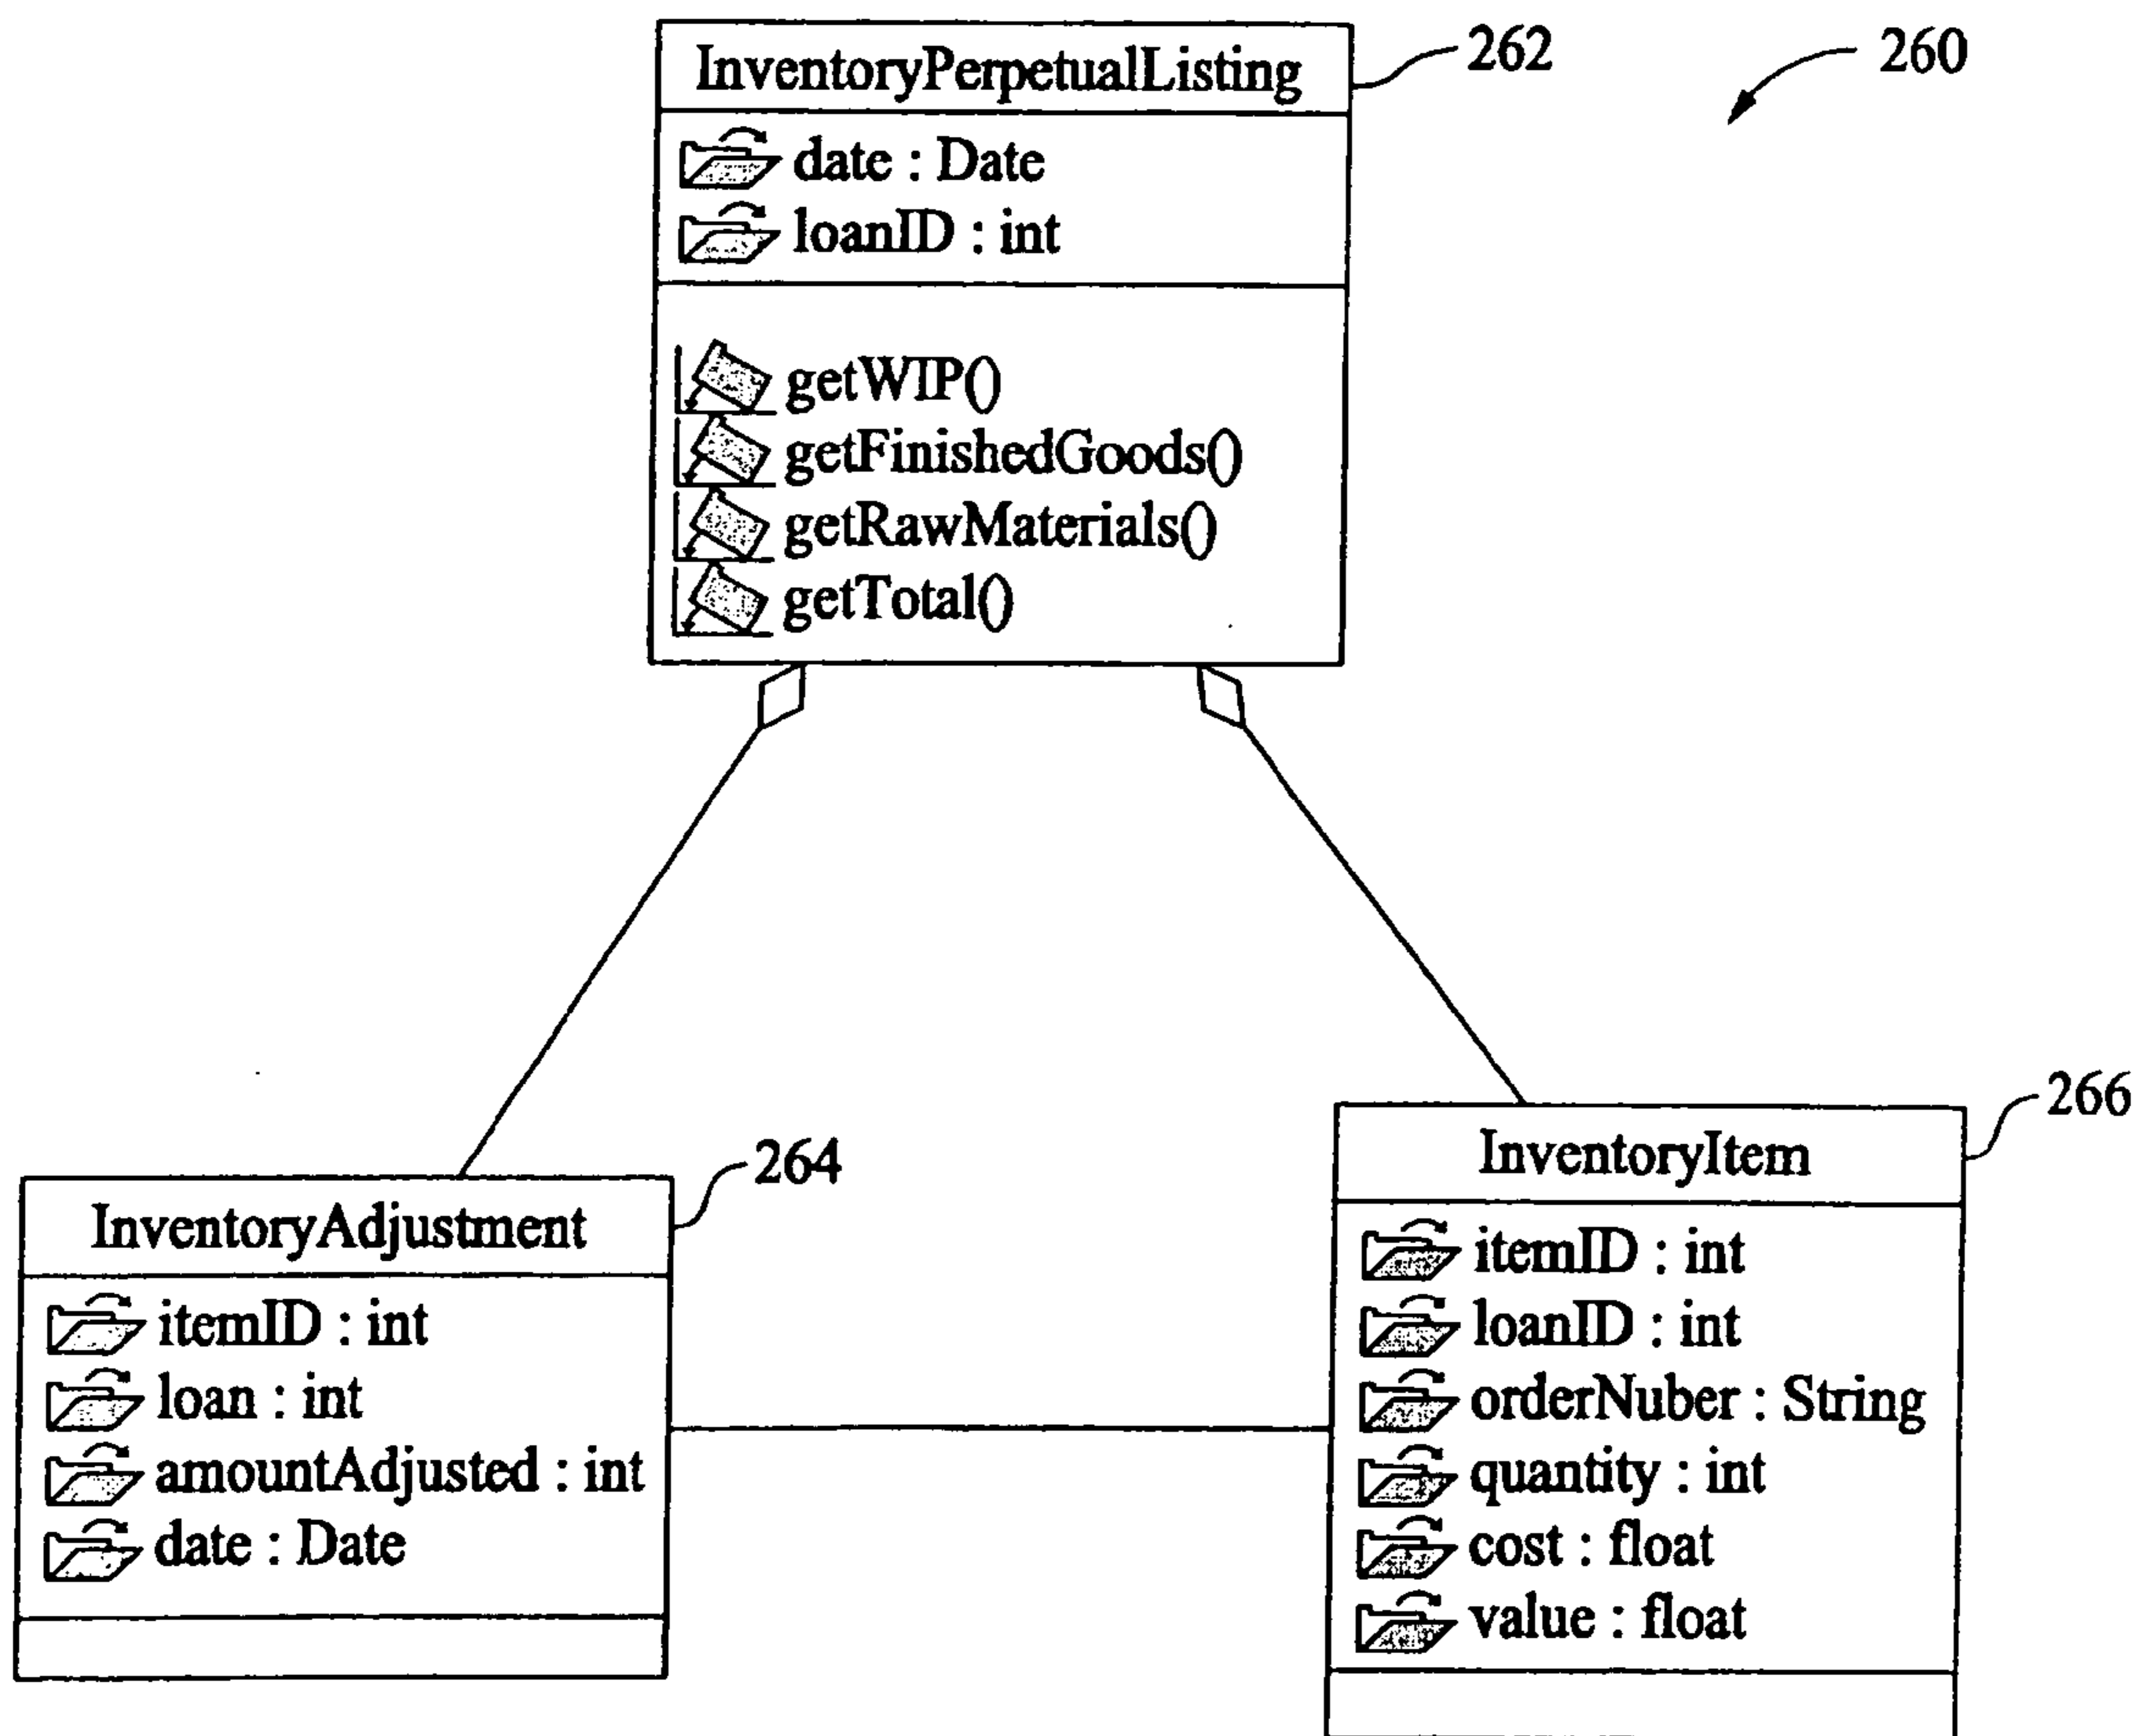 262
260
InventoryPerpetualListing
date : Date
loanID : int
getWIP()
getFinishedGoods()
getRawMaterials()
getTotal()
264
InventoryAdjustment
itemID : int
loan : int
amountAdjusted : int
date : Date
266
InventoryItem
itemID : int
loanID : int
orderNuber : String
quantity : int
cost : float
value : float